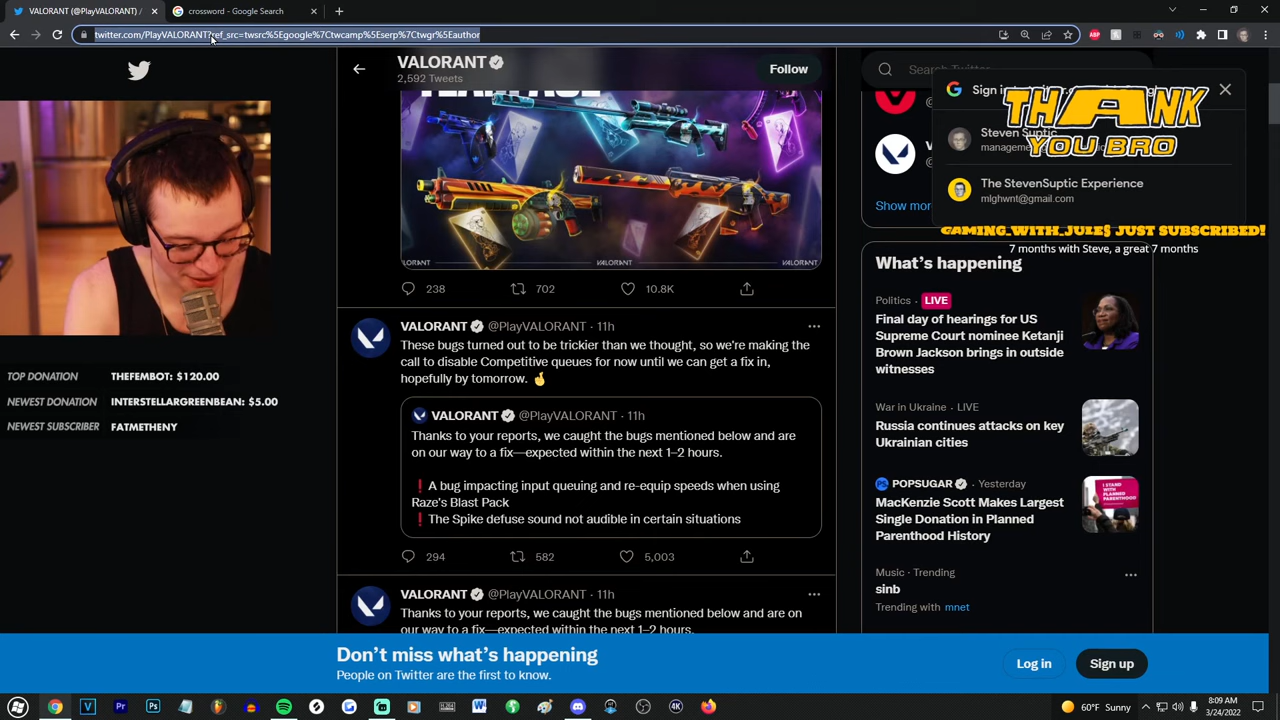 VALORANT (@PlayVALORANT) /
crossword - Google Search
twitter.com/PlayVALORANT?ref_src=twsrc%5Egoogle%7Ctwcamp%5Eserp%7Ctwgr%5Eauthor
VALORANT
2,592 Tweets
Follow
VALORANT
VALORANT
238
702
10.8K
VALORANT @PlayVALORANT · 11h
These bugs turned out to be trickier than we thought, so we're making the
call to disable Competitive queues for now until we can get a fix in,
hopefully by tomorrow. 🤞
VALORANT @PlayVALORANT · 11h
Thanks to your reports, we caught the bugs mentioned below and are
on our way to a fix—expected within the next 1–2 hours.
❗A bug impacting input queuing and re-equip speeds when using
Raze's Blast Pack
❗The Spike defuse sound not audible in certain situations
294
582
5,003
VALORANT @PlayVALORANT · 11h
Thanks to your reports, we caught the bugs mentioned below and are on
our way to a fix—expected within the next 1–2 hours.
Sign in
THANK
YOU BRO
Steven Suptic
The StevenSuptic Experience
mlghwnt@gmail.com
Show mor
GAMING_WITH_JULES JUST SUBSCRIBED!
7 months with Steve, a great 7 months
What's happening
Politics · LIVE
Final day of hearings for US
Supreme Court nominee Ketanji
Brown Jackson brings in outside
witnesses
War in Ukraine · LIVE
Russia continues attacks on key
Ukrainian cities
POPSUGAR · Yesterday
MacKenzie Scott Makes Largest
Single Donation in Planned
Parenthood History
I STAND WITH PLANNED PARENTHOOD
Music · Trending
sinb
Trending with mnet
TOP DONATION THEFEMBOT: $120.00
NEWEST DONATION INTERSTELLARGREENBEAN: $5.00
NEWEST SUBSCRIBER FATMETHENY
Don't miss what's happening
People on Twitter are the first to know.
Log in
Sign up
60°F Sunny
8:09 AM
3/24/2022